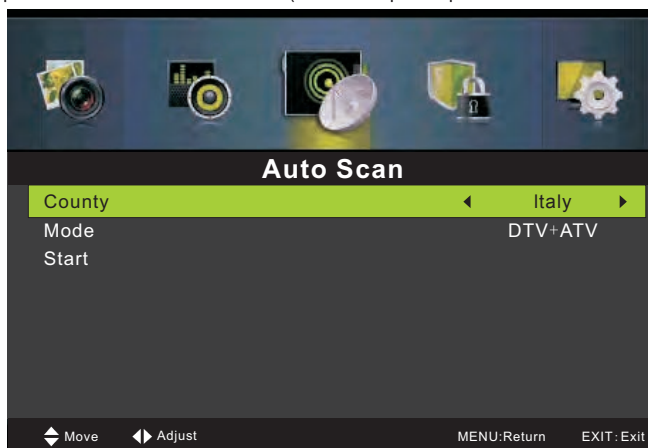 Auto Scan
County Italy
Mode DTV+ATV
Start
Move Adjust MENU:Return EXIT:Exit